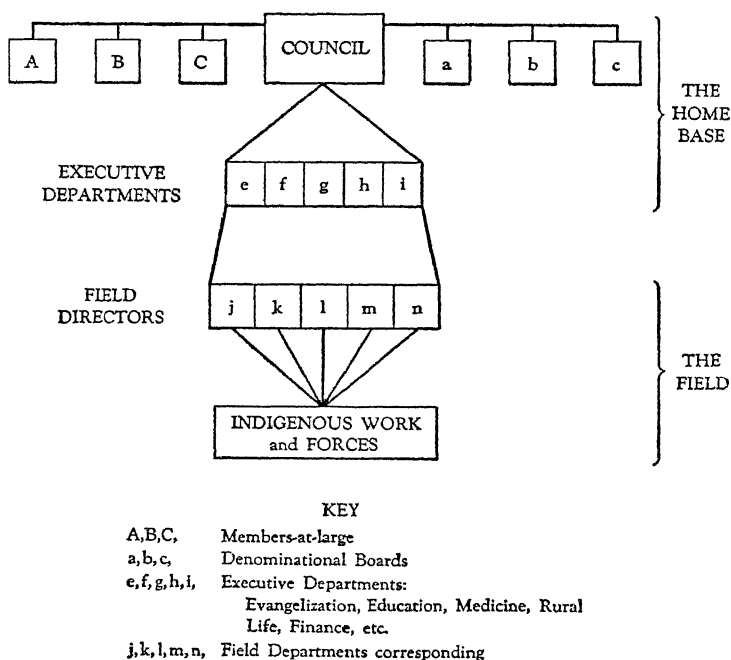 A B C COUNCIL a b c
THE
HOME
BASE
EXECUTIVE
DEPARTMENTS
e f g h i
FIELD
DIRECTORS
j k l m n
THE
FIELD
INDIGENOUS WORK
and FORCES
KEY
A,B,C, Members-at-large
a,b,c, Denominational Boards
e,f,g,h,i, Executive Departments:
Evangelization, Education, Medicine, Rural
Life, Finance, etc.
j,k,l,m,n, Field Departments corresponding